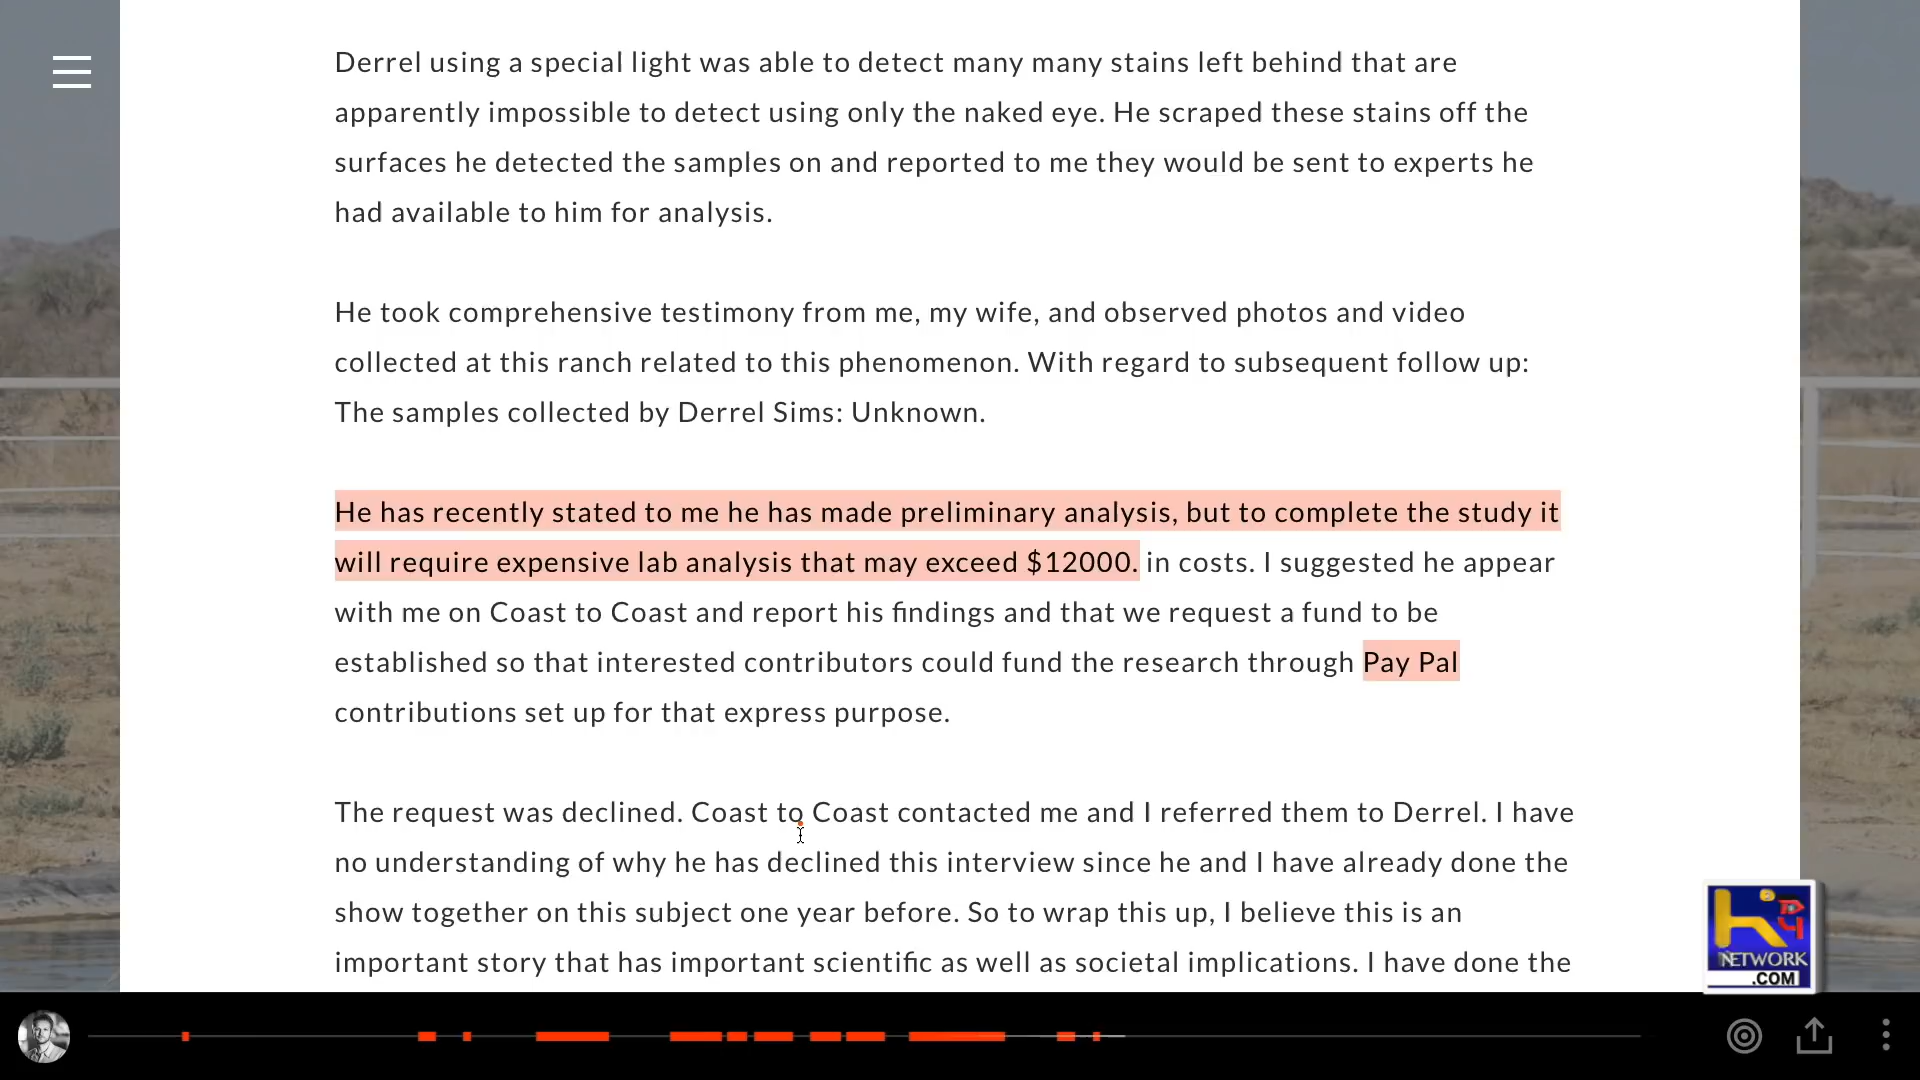 Derrel using a special light was able to detect many many stains left behind that are
apparently impossible to detect using only the naked eye. He scraped these stains off the
surfaces he detected the samples on and reported to me they would be sent to experts he
had available to him for analysis.
He took comprehensive testimony from me, my wife, and observed photos and video
collected at this ranch related to this phenomenon. With regard to subsequent follow up:
The samples collected by Derrel Sims: Unknown.
He has recently stated to me he has made preliminary analysis, but to complete the study it
will require expensive lab analysis that may exceed $12000. in costs. I suggested he appear
with me on Coast to Coast and report his findings and that we request a fund to be
established so that interested contributors could fund the research through Pay Pal
contributions set up for that express purpose.
The request was declined. Coast to Coast contacted me and I referred them to Derrel. I have
no understanding of why he has declined this interview since he and I have already done the
show together on this subject one year before. So to wrap this up, I believe this is an
important story that has important scientific as well as societal implications. I have done the
NETWORK
.COM